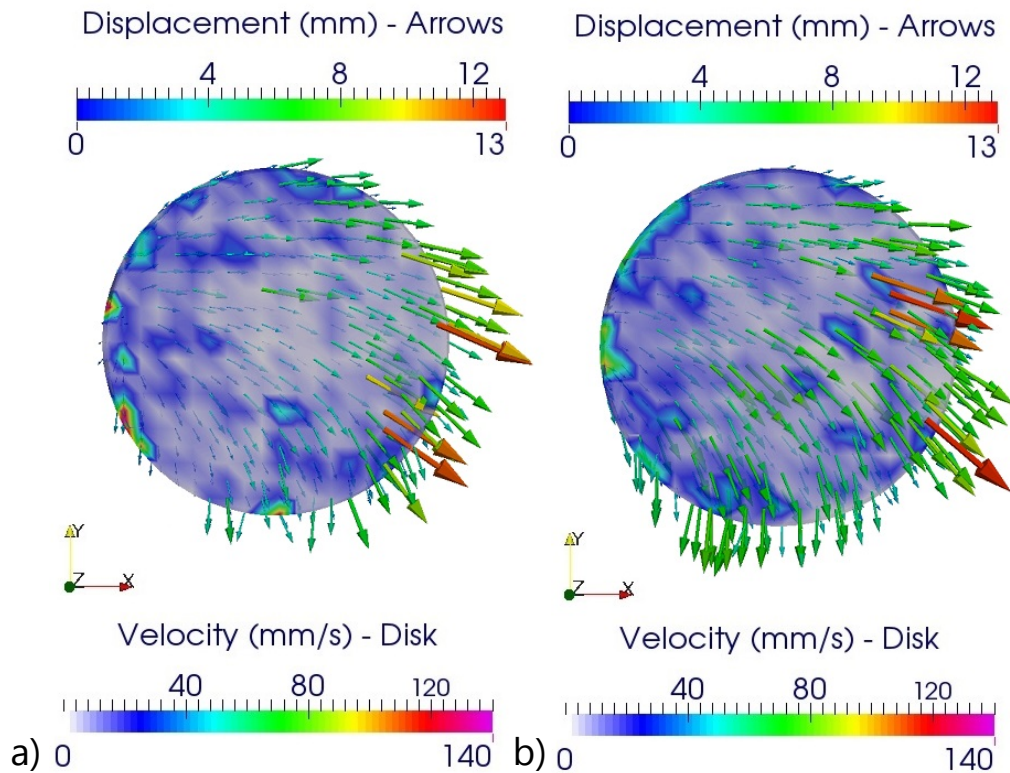 Displacement (mm) - Arrows
4 8 12
0 13
Y
Z X
Velocity (mm/s) - Disk
40 80 120
a) 0 140
Displacement (mm) - Arrows
4 8 12
0 13
Y
Z X
Velocity (mm/s) - Disk
40 80 120
b) 0 140